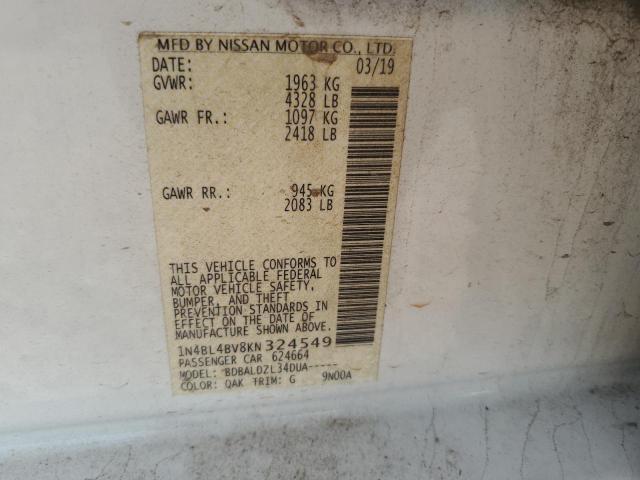 MFD BY NISSAN MOTOR CO., LTD.
DATE: 03/19
GVWR: 1963 KG
4328 LB
GAWR FR.: 1097 KG
2418 LB
GAWR RR.: 945 KG
2083 LB
THIS VEHICLE CONFORMS TO
ALL APPLICABLE FEDERAL
MOTOR VEHICLE SAFETY,
BUMPER, AND THEFT
PREVENTION STANDARDS IN
EFFECT ON THE DATE OF
MANUFACTURE SHOWN ABOVE.
1N4BL4BV8KN324549
PASSENGER CAR 624664
MODEL: BDBALDZL34DUA-----
COLOR: QAK TRIM: G 9N00A